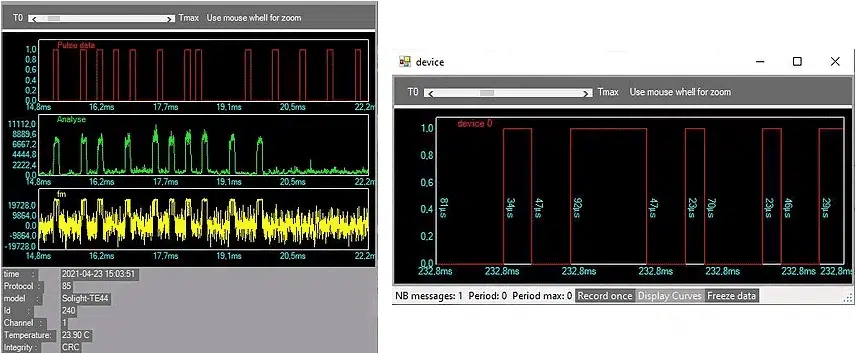 T0 < > Tmax Use mouse whell for zoom
Pulse data
1,0
0,8
0,6
0,4
0,2
0,0
14,8ms 16,2ms 17,7ms 19,1ms 20,5ms 22,2m
Analyse
11112,0
8889,6
6667,2
4444,8
2222,4
0,0
14,8ms 16,2ms 17,7ms 19,1ms 20,5ms 22,2m
fm
19728,0
9864,0
0,0
-9864,0
-19728,0
14,8ms 16,2ms 17,7ms 19,1ms 20,5ms 22,2m
time : 2021-04-23 15:03:51
Protocol : 85
model : Solight-TE44
Id : 240
Channel : 1
Temperature: 23.90 C
Integrity : CRC
device
T0 < > Tmax Use mouse whell for zoom
device 0
1,0
0,8
0,6
0,4
0,2
0,0
81µs 34µs 47µs 92µs 47µs 23µs 70µs 23µs 46µs 29µs
232,8ms 232,8ms 232,8ms 232,8ms 232,8ms 232,8ms
NB messages: 1 Period: 0 Period max: 0 Record once Display Curves Freeze data